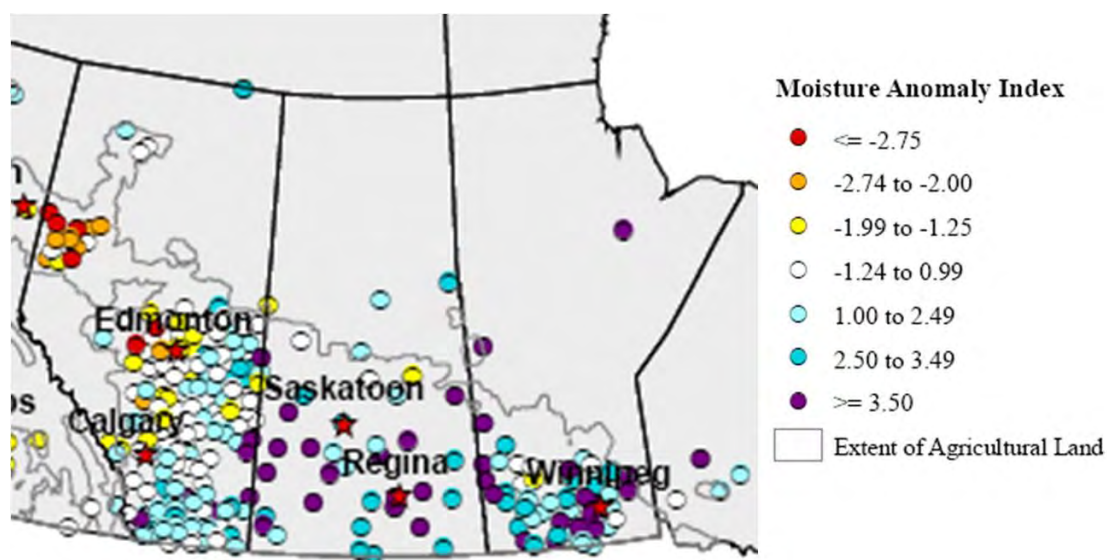 Moisture Anomaly Index
<= -2.75
-2.74 to -2.00
-1.99 to -1.25
-1.24 to 0.99
1.00 to 2.49
2.50 to 3.49
>= 3.50
Extent of Agricultural Land
Edmonton
Saskatoon
Calgary
Regina
Winnipeg